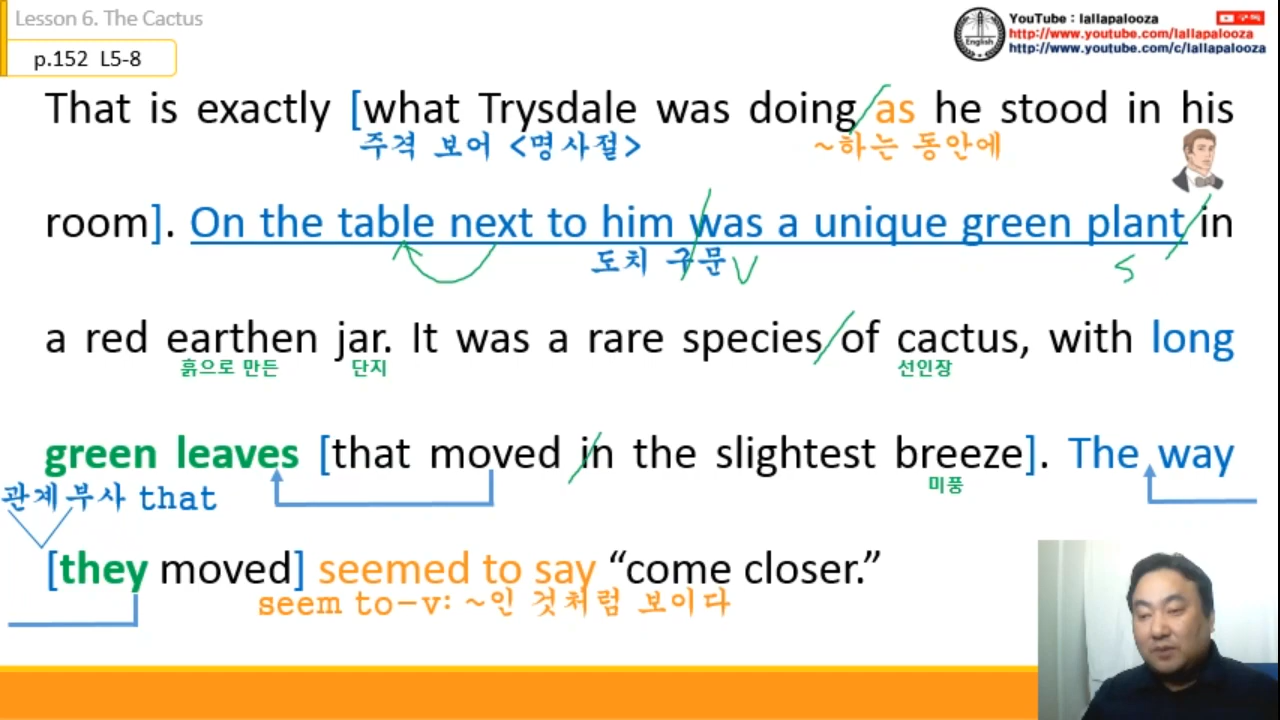 Lesson 6. The Cactus
YouTube : lallapalooza
구독
http://www.youtube.com/lallapalooza
http://www.youtube.com/c/lallapalooza
English
p.152 L5-8
That is exactly [what Trysdale was doing as he stood in his
주격 보어 <명사절> ~하는 동안에
room]. On the table next to him was a unique green plant in
도치 구문 V S
a red earthen jar. It was a rare species of cactus, with long
흙으로 만든 단지 선인장
green leaves [that moved in the slightest breeze]. The way
관계부사 that 미풍
[they moved] seemed to say “come closer.”
seem to-v: ~인 것처럼 보이다